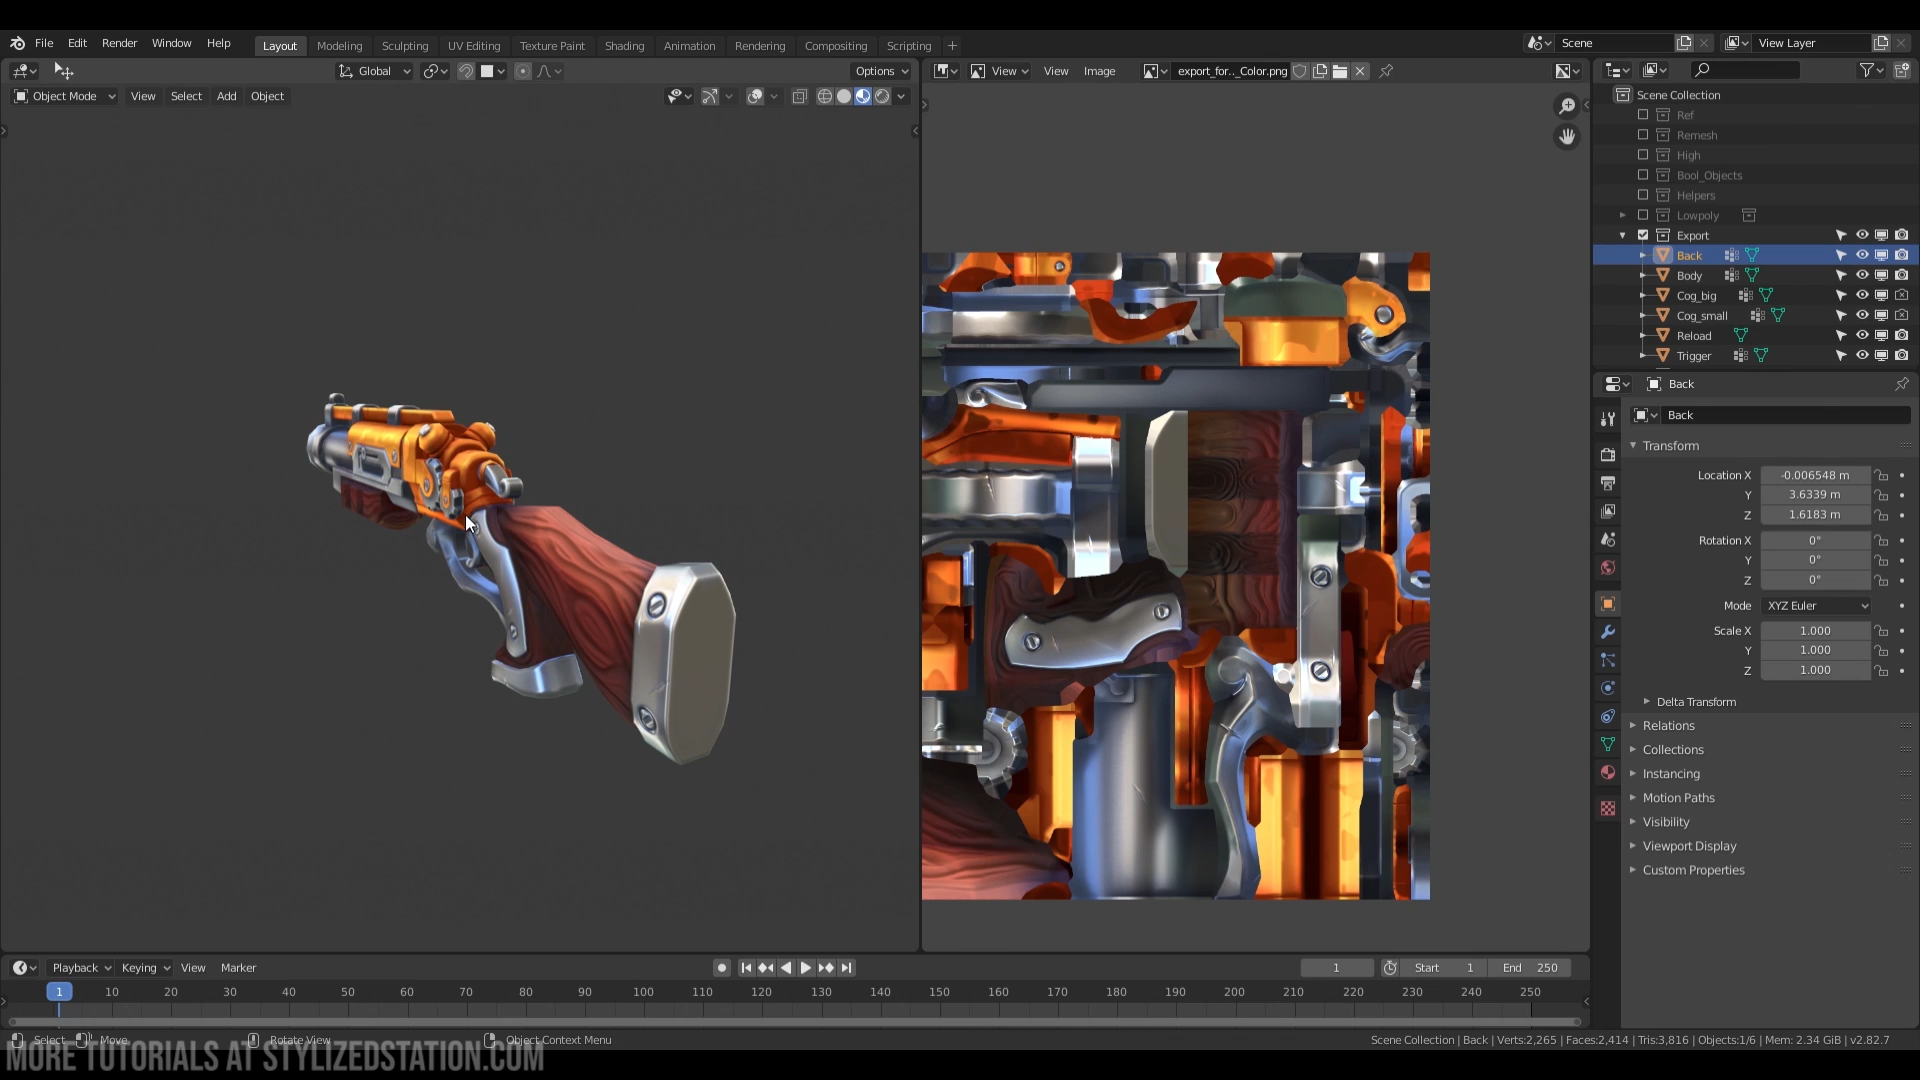 File Edit Render Window Help Layout Modeling Sculpting UV Editing Texture Paint Shading Animation Rendering Compositing Scripting + Scene View Layer
Global Options View View Image export_for.._Color.png
Object Mode View Select Add Object
Scene Collection
Ref
Remesh
High
Bool_Objects
Helpers
Lowpoly
Export
Back
Body
Cog_big
Cog_small
Reload
Trigger
Back
Back
Transform
Location X -0.006548 m
Y 3.6339 m
Z 1.6183 m
Rotation X 0°
Y 0°
Z 0°
Mode XYZ Euler
Scale X 1.000
Y 1.000
Z 1.000
Delta Transform
Relations
Collections
Instancing
Motion Paths
Visibility
Viewport Display
Custom Properties
Playback Keying View Marker 1 Start 1 End 250
1 10 20 30 40 50 60 70 80 90 100 110 120 130 140 150 160 170 180 190 200 210 220 230 240 250
Select Move Rotate View Object Context Menu Scene Collection | Back | Verts:2,265 | Faces:2,414 | Tris:3,816 | Objects:1/6 | Mem: 2.34 GiB | v2.82.7
MORE TUTORIALS AT STYLIZEDSTATION.COM